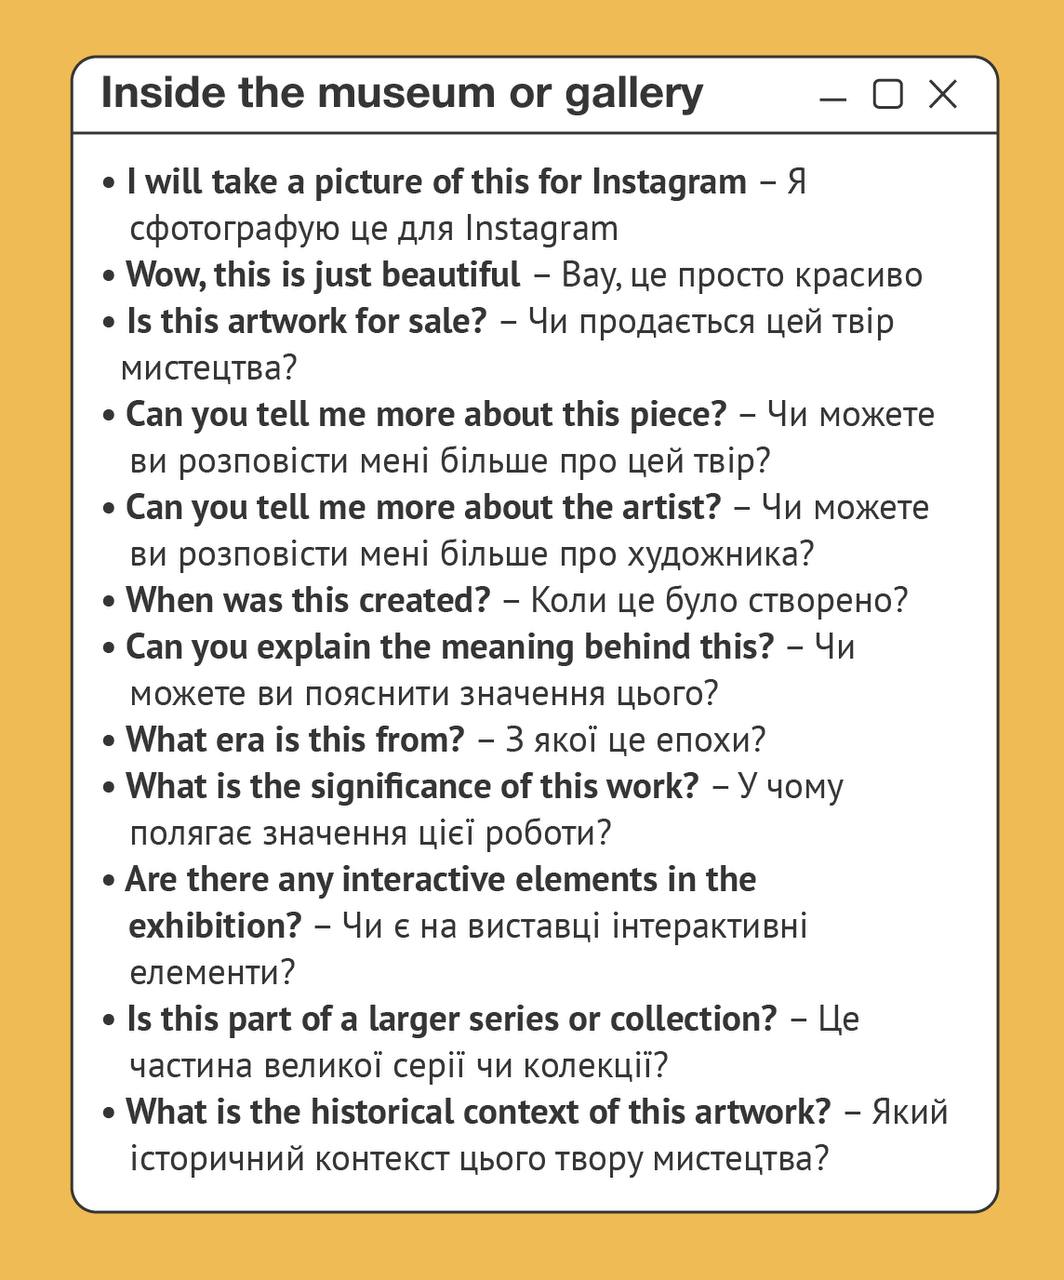 Inside the museum or gallery
• I will take a picture of this for Instagram – Я
сфотографую це для Instagram
• Wow, this is just beautiful – Вау, це просто красиво
• Is this artwork for sale? – Чи продається цей твір
мистецтва?
• Can you tell me more about this piece? – Чи можете
ви розповісти мені більше про цей твір?
• Can you tell me more about the artist? – Чи можете
ви розповісти мені більше про художника?
• When was this created? – Коли це було створено?
• Can you explain the meaning behind this? – Чи
можете ви пояснити значення цього?
• What era is this from? – З якої це епохи?
• What is the significance of this work? – У чому
полягає значення цієї роботи?
• Are there any interactive elements in the
exhibition? – Чи є на виставці інтерактивні
елементи?
• Is this part of a larger series or collection? – Це
частина великої серії чи колекції?
• What is the historical context of this artwork? – Який
історичний контекст цього твору мистецтва?